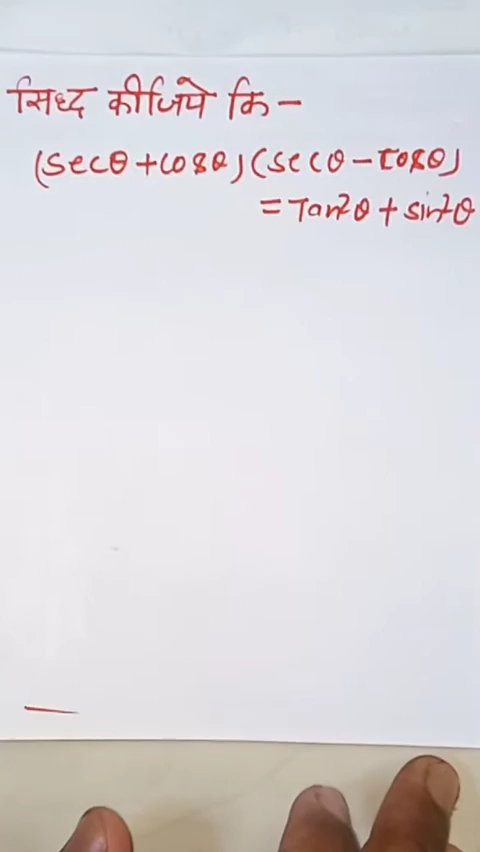 सिध्द कीजिये कि -
(secθ + cosθ) (secθ - cosθ)
= Tan²θ + sin²θ